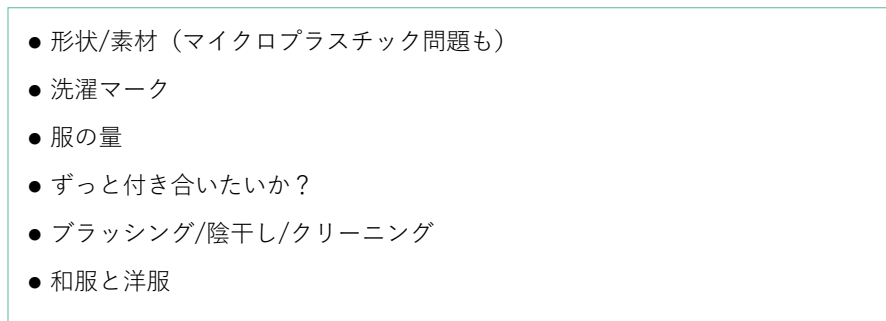 ● 形状/素材（マイクロプラスチック問題も）
● 洗濯マーク
● 服の量
● ずっと付き合いたいか？
● ブラッシング/陰干し/クリーニング
● 和服と洋服